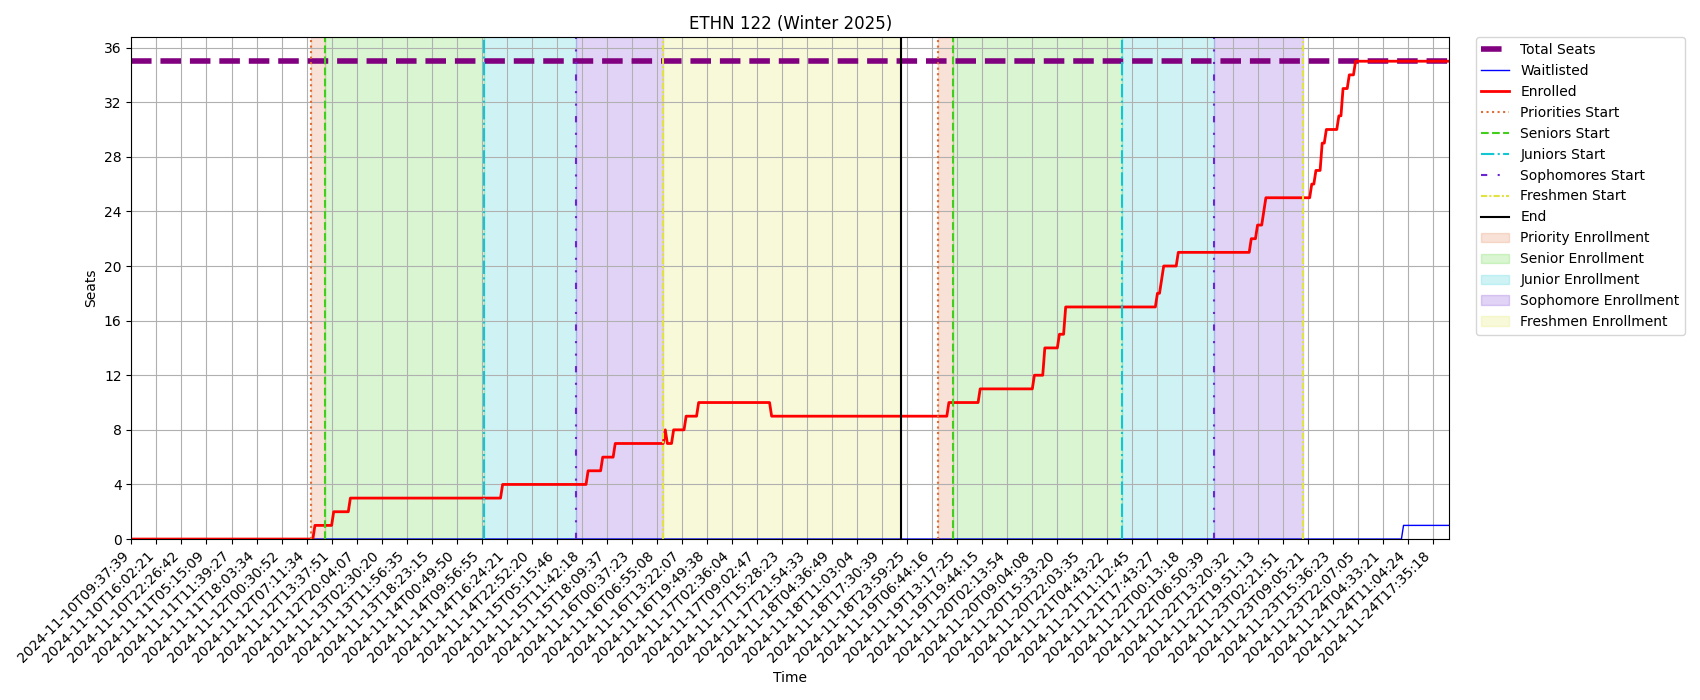 ETHN 122 (Winter 2025)
36
32
28
24
20
16
12
8
4
0
Seats
2024-11-10T09:37:39
2024-11-10T16:02:21
2024-11-10T22:26:42
2024-11-11T05:15:09
2024-11-11T11:39:27
2024-11-11T18:03:34
2024-11-12T00:30:52
2024-11-12T07:11:34
2024-11-12T13:37:51
2024-11-12T20:04:07
2024-11-13T02:30:20
2024-11-13T11:56:35
2024-11-13T18:23:15
2024-11-14T00:49:50
2024-11-14T09:56:55
2024-11-14T16:24:21
2024-11-14T22:52:20
2024-11-15T05:15:46
2024-11-15T11:42:18
2024-11-15T18:09:37
2024-11-16T00:37:23
2024-11-16T06:55:08
2024-11-16T13:22:07
2024-11-16T19:49:38
2024-11-17T02:36:04
2024-11-17T09:02:47
2024-11-17T15:28:23
2024-11-17T21:54:33
2024-11-18T04:36:49
2024-11-18T11:03:04
2024-11-18T17:30:39
2024-11-18T23:59:25
2024-11-19T06:44:16
2024-11-19T13:17:25
2024-11-19T19:44:15
2024-11-20T02:13:54
2024-11-20T09:04:08
2024-11-20T15:33:20
2024-11-20T22:03:35
2024-11-21T04:43:22
2024-11-21T11:12:45
2024-11-21T17:43:27
2024-11-22T00:13:18
2024-11-22T06:50:39
2024-11-22T13:20:32
2024-11-22T19:51:13
2024-11-23T02:21:51
2024-11-23T09:05:21
2024-11-23T15:36:23
2024-11-23T22:07:05
2024-11-24T04:33:21
2024-11-24T11:04:24
2024-11-24T17:35:18
Time
Total Seats
Waitlisted
Enrolled
Priorities Start
Seniors Start
Juniors Start
Sophomores Start
Freshmen Start
End
Priority Enrollment
Senior Enrollment
Junior Enrollment
Sophomore Enrollment
Freshmen Enrollment